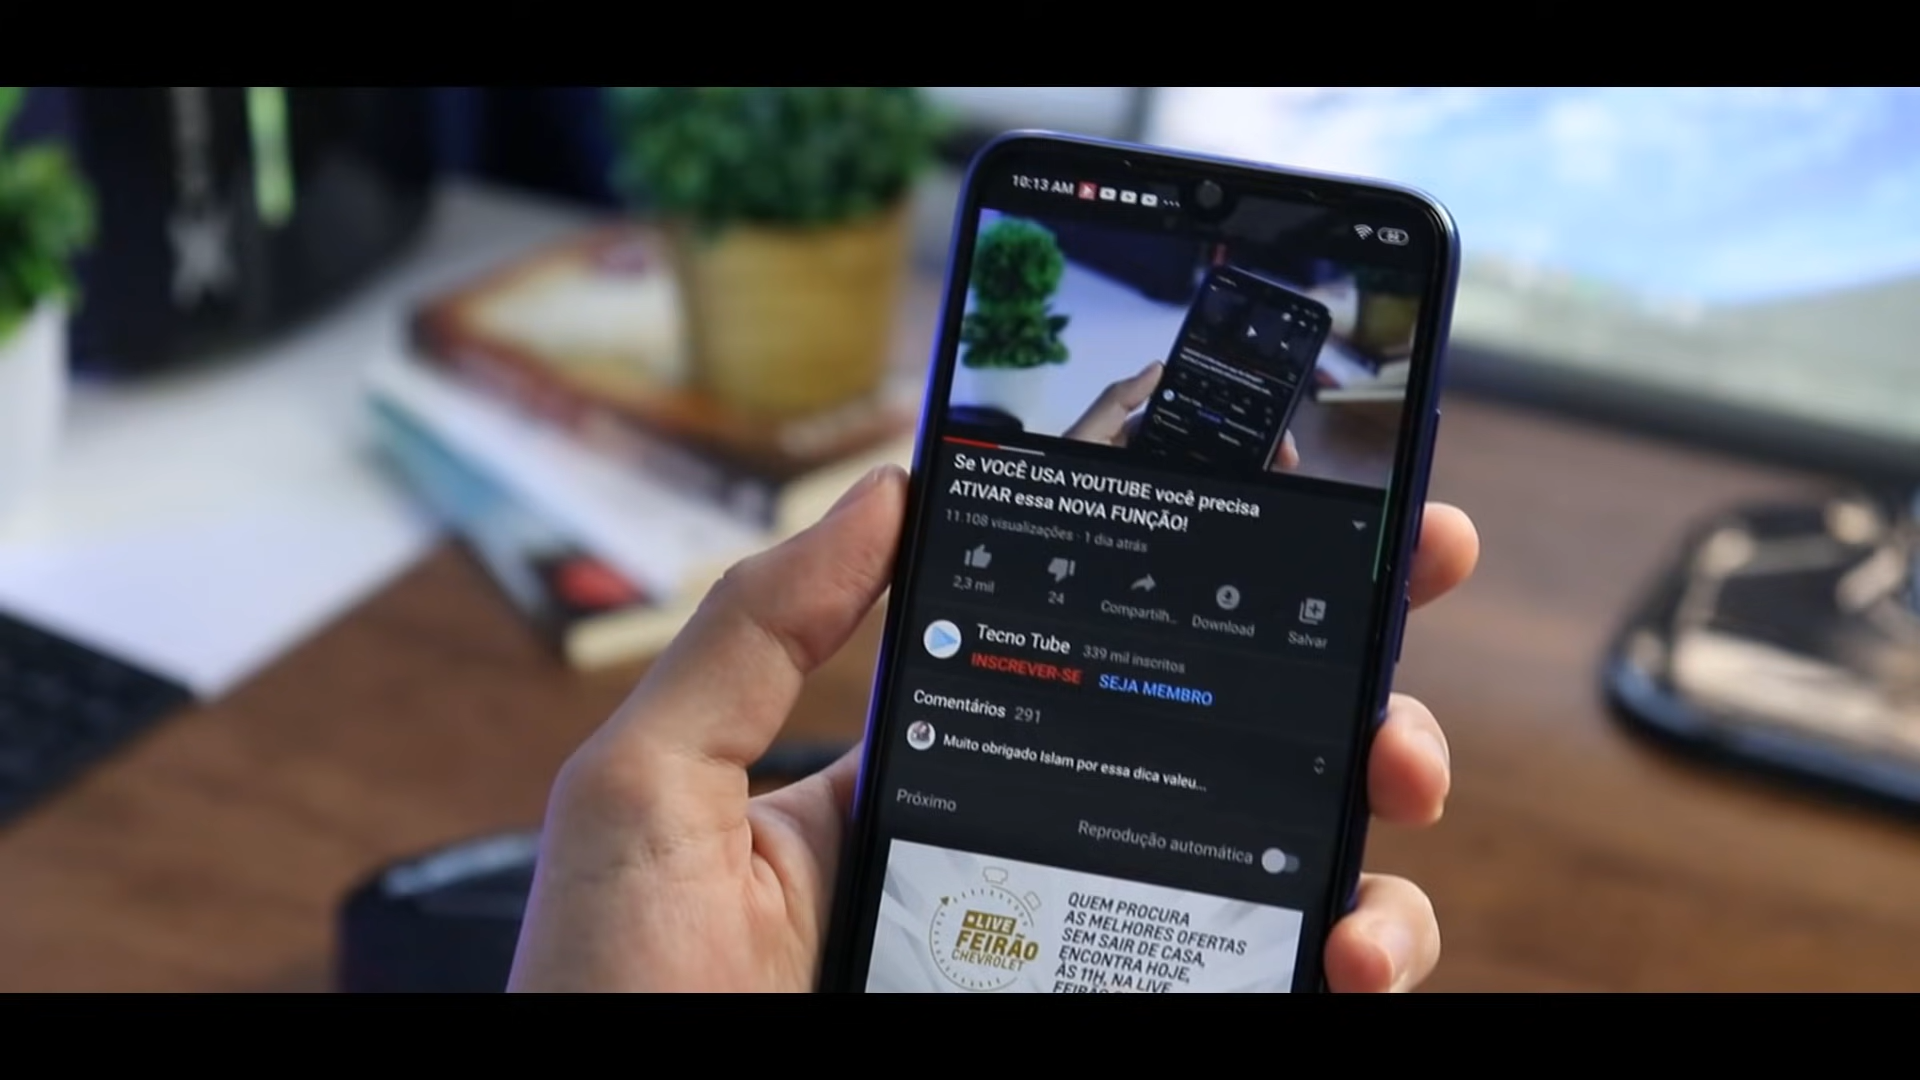 10:13 AM
Se VOCÊ USA YOUTUBE você precisa
ATIVAR essa NOVA FUNÇÃO!
11.108 visualizações · 1 dia atrás
2,3 mil
24
Compartilh...
Download
Salvar
Tecno Tube 339 mil inscritos
INSCREVER-SE SEJA MEMBRO
Comentários 291
Muito obrigado Islam por essa dica valeu...
Próximo
Reprodução automática
LIVE
FEIRÃO
CHEVROLET
QUEM PROCURA
AS MELHORES OFERTAS
SEM SAIR DE CASA,
ENCONTRA HOJE,
ÀS 11H, NA LIVE
FEIRÃO